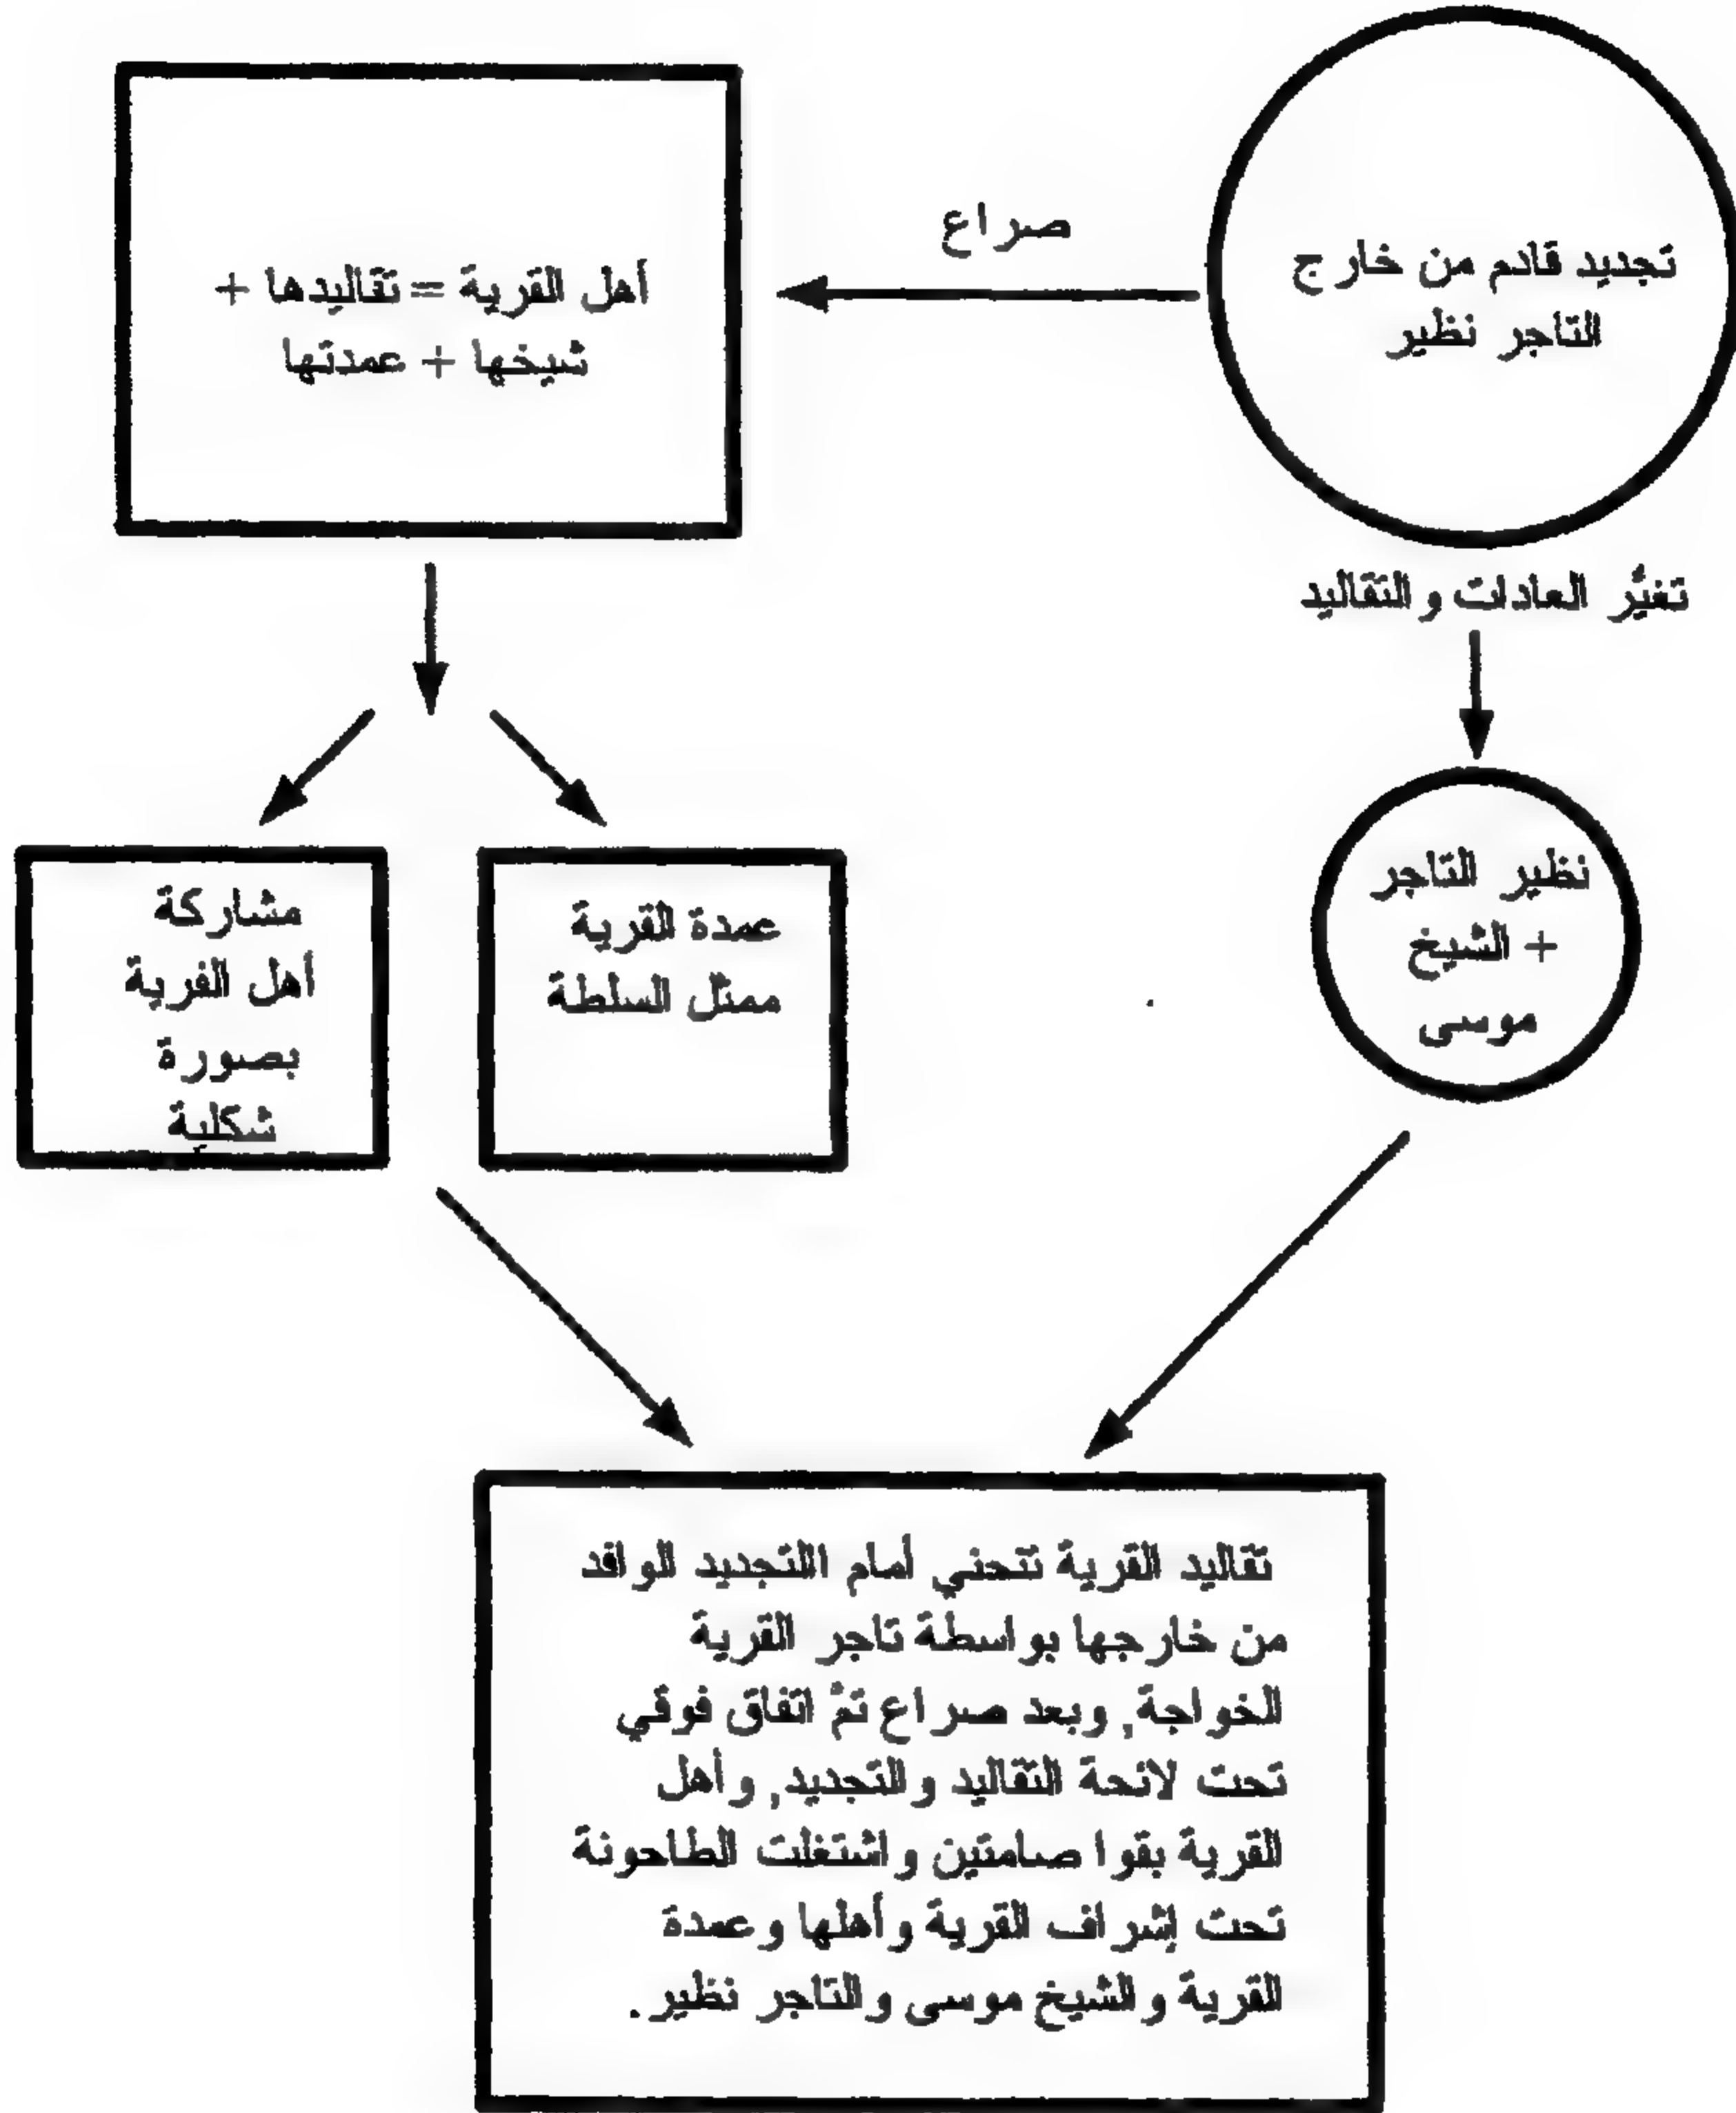 تجديد قادم من خارج
التاجر نظير
صراع
أهل القرية = تقاليدها +
شيخها + عمدتها
تغيُّر العادات والتقاليد
نظير التاجر
+ الشيخ
موسى
عمدة القرية
ممثل السلطة
مشاركة
أهل القرية
بصورة
شكلية
تقاليد القرية تنحني أمام االتجديد الوافد
من خارجها بواسطة تاجر القرية
الخواجة, وبعد صراع تمَّ اتفاق فوقي
تحت لائحة التقاليد والتجديد, وأهل
القرية بقوا صامتين واشتغلت الطاحونة
تحت إشراف القرية وأهلها وعمدة
القرية والشيخ موسى والتاجر نظير.